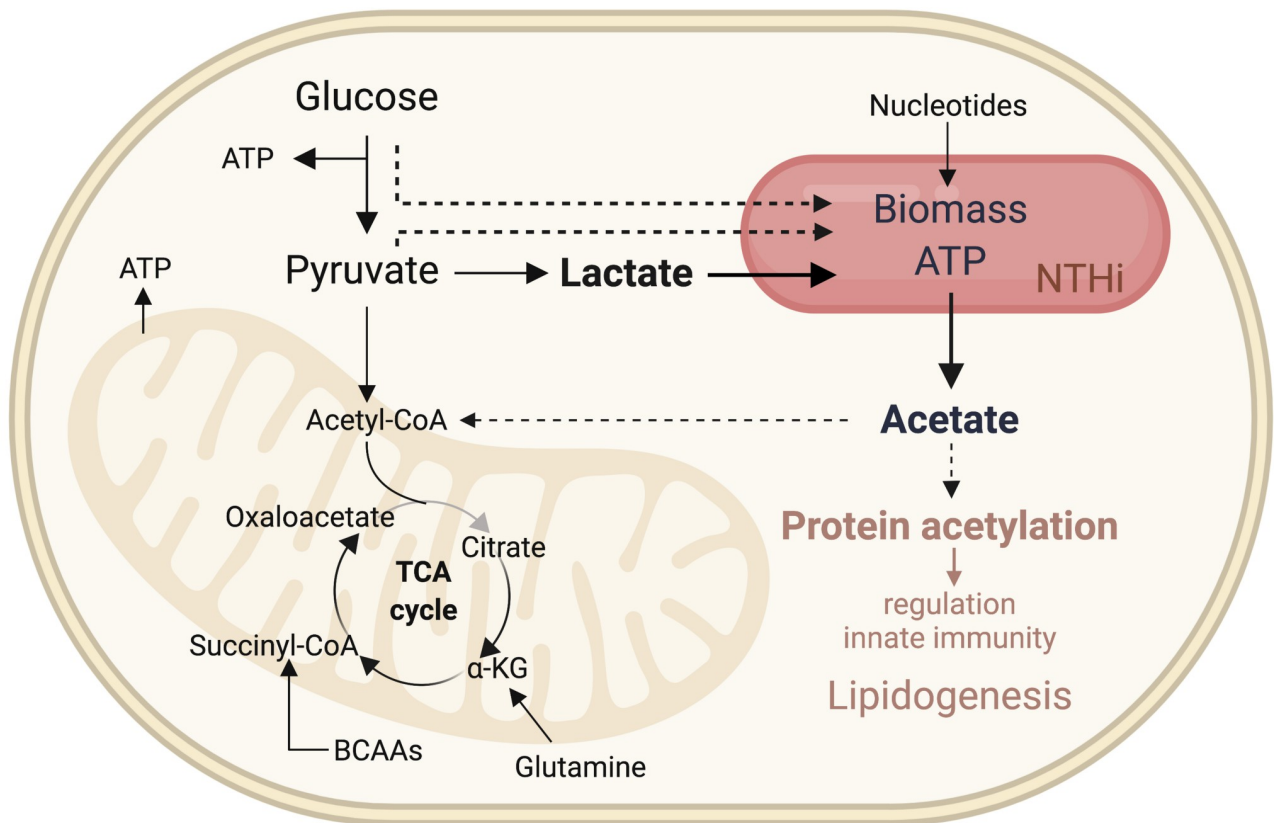 Glucose
Nucleotides
ATP
Biomass
ATP
NTHi
ATP
Pyruvate
Lactate
Acetyl-CoA
Acetate
Oxaloacetate
Citrate
TCA
cycle
Protein acetylation
regulation
innate immunity
Succinyl-CoA
α-KG
Lipidogenesis
BCAAs
Glutamine